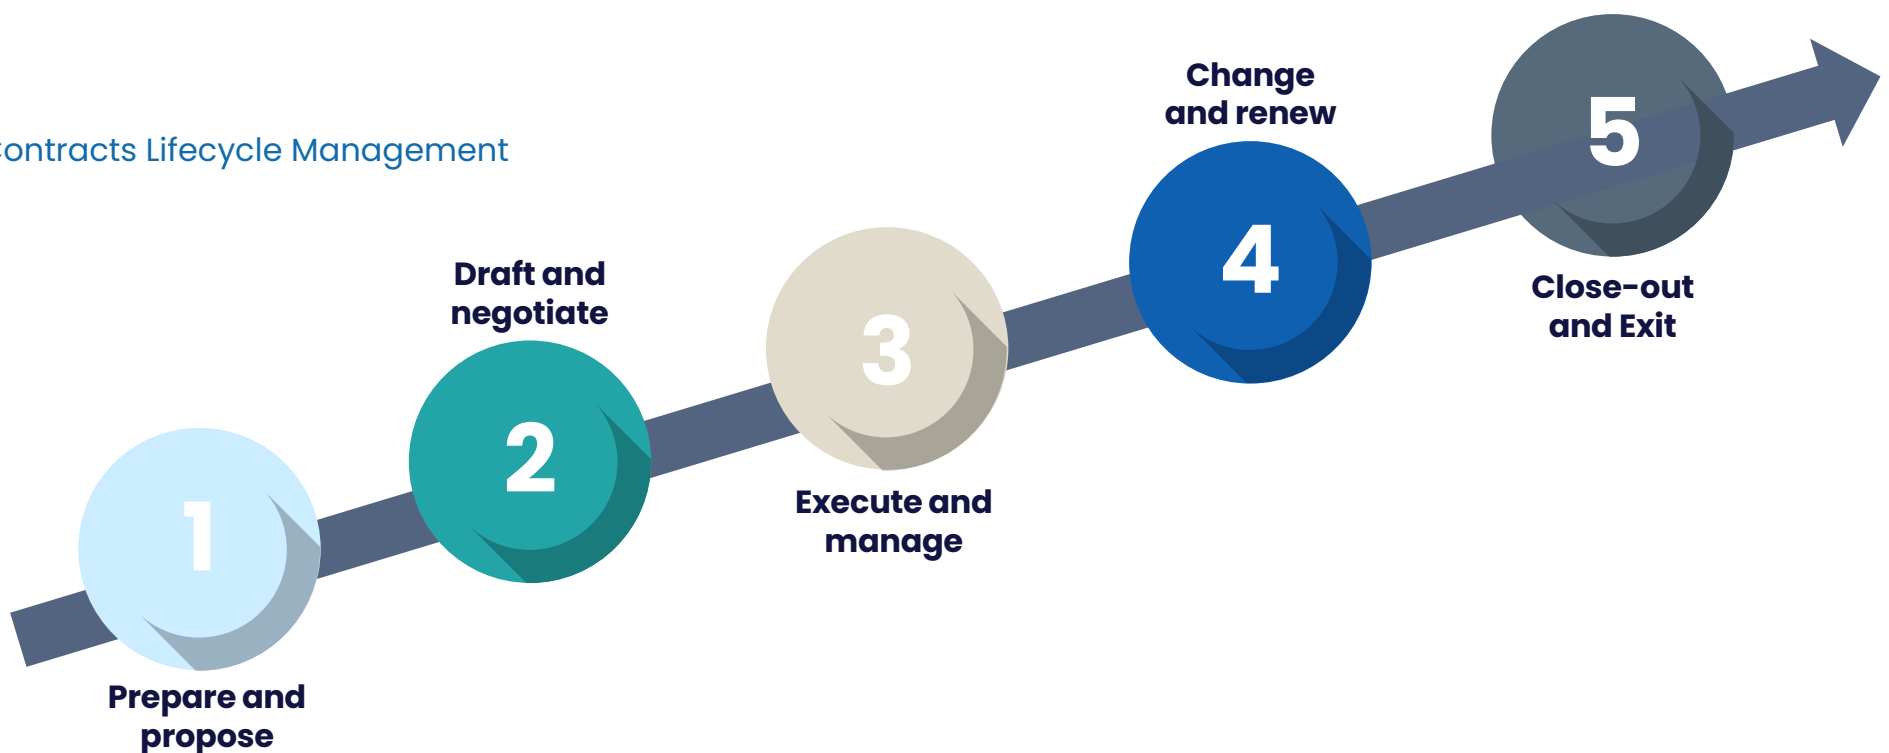 Contracts Lifecycle Management
1
Prepare and
propose
2
Draft and
negotiate
3
Execute and
manage
4
Change
and renew
5
Close-out
and Exit